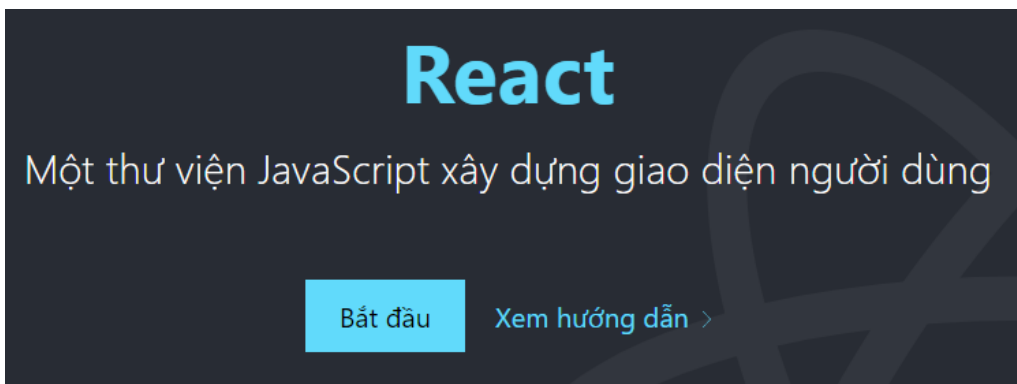 React
Một thư viện JavaScript xây dựng giao diện người dùng
Bắt đầu
Xem hướng dẫn >